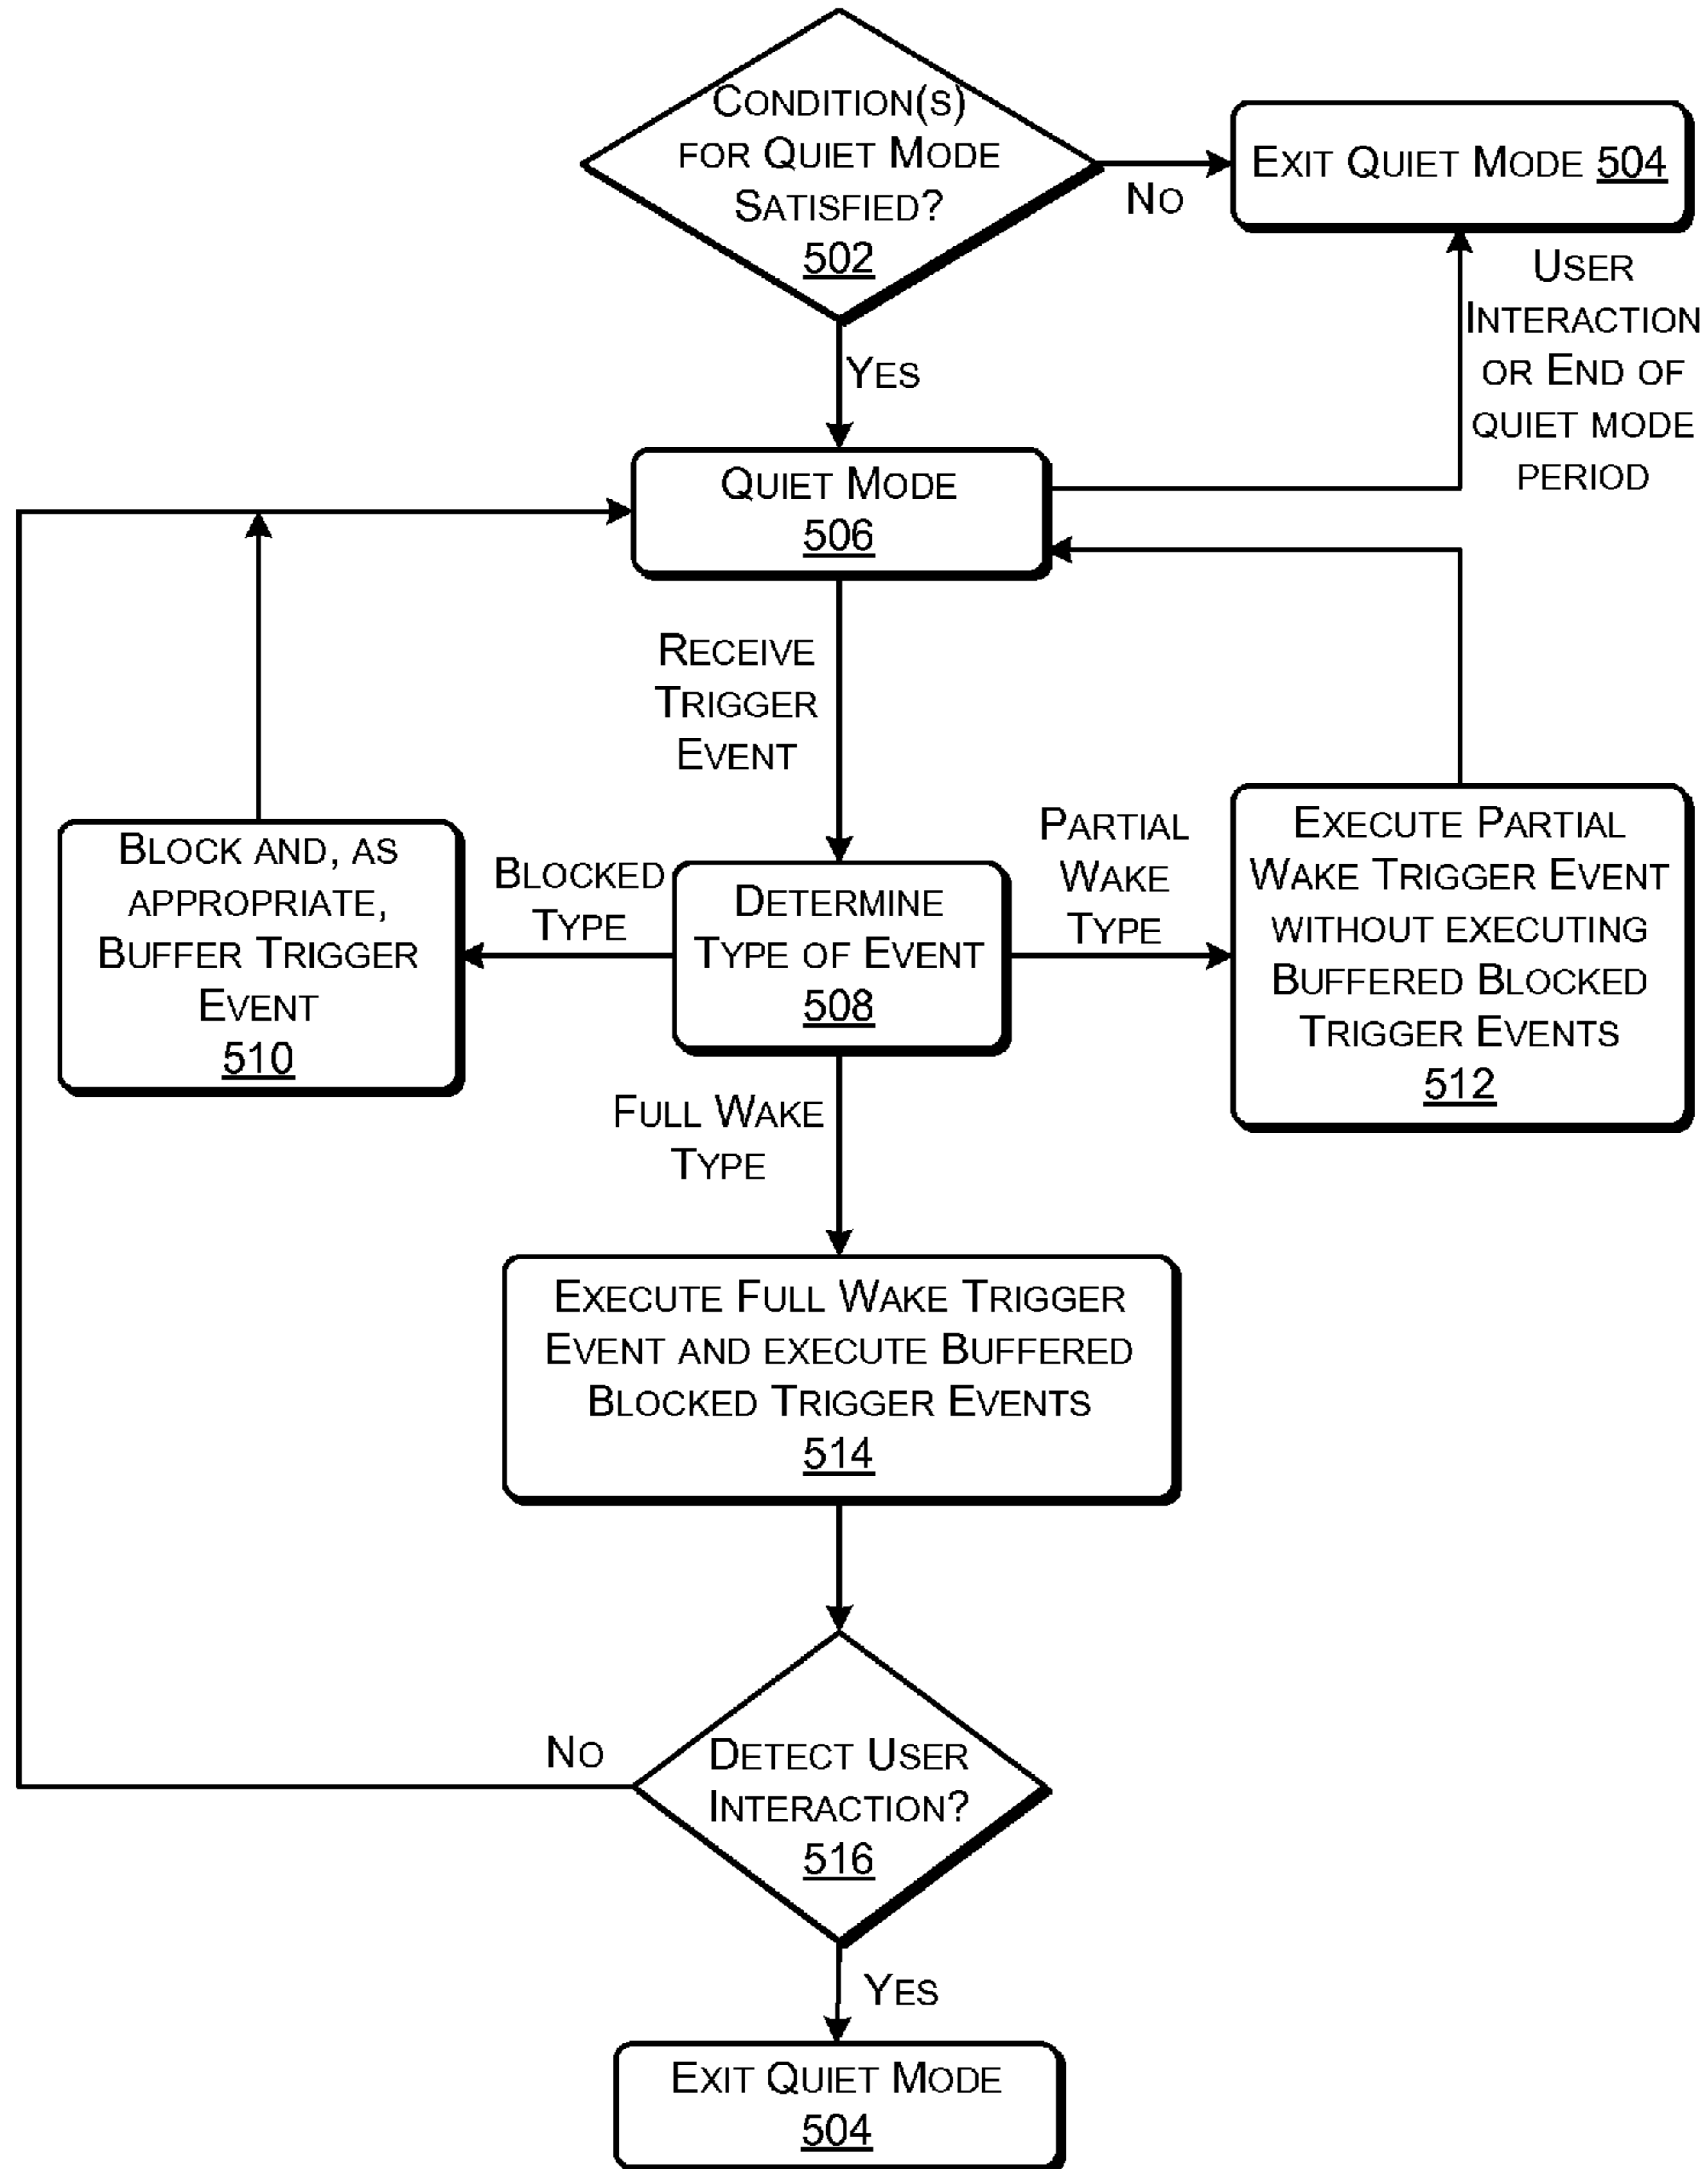 Condition(s)
for Quiet Mode
Satisfied?
502
No
Exit Quiet Mode 504
User
Interaction
or End of
quiet mode
period
Yes
Quiet Mode
506
Receive
Trigger
Event
Block and, as
appropriate,
Buffer Trigger
Event
510
Blocked
Type
Determine
Type of Event
508
Partial
Wake
Type
Execute Partial
Wake Trigger Event
without executing
Buffered Blocked
Trigger Events
512
Full Wake
Type
Execute Full Wake Trigger
Event and execute Buffered
Blocked Trigger Events
514
No
Detect User
Interaction?
516
Yes
Exit Quiet Mode
504